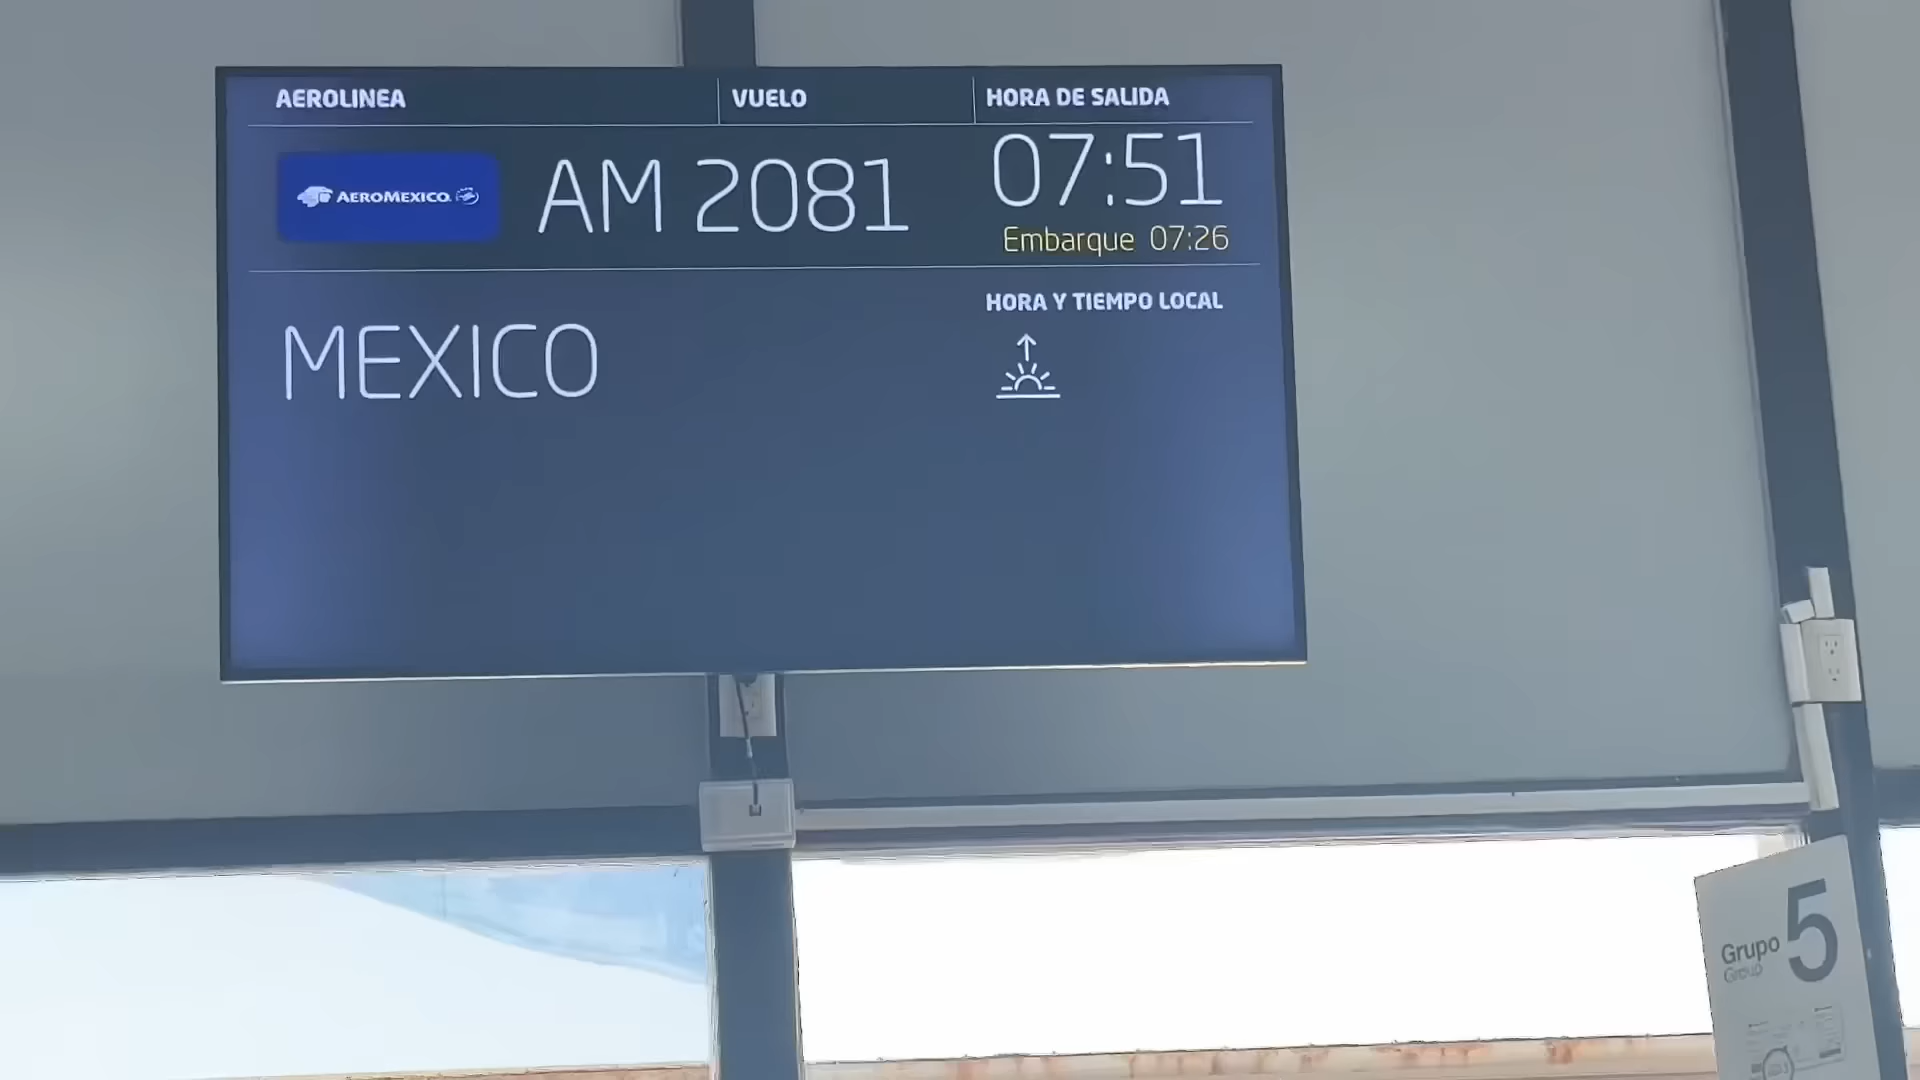 AEROLINEA VUELO HORA DE SALIDA
AEROMEXICO AM 2081 07:51
Embarque 07:26
MEXICO
HORA Y TIEMPO LOCAL
Grupo 5
Group